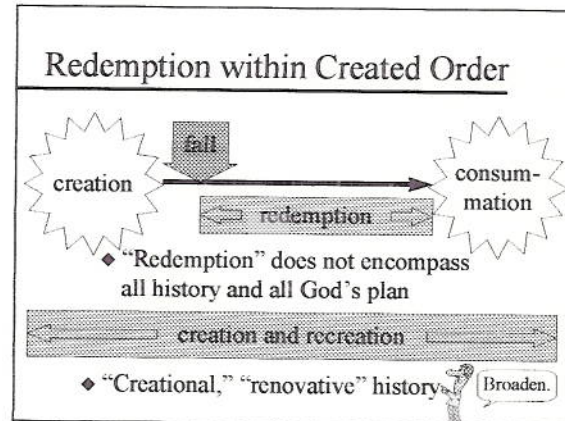 Redemption within Created Order
fall
creation
consum-
mation
redemption
◆ “Redemption” does not encompass
all history and all God’s plan
creation and recreation
◆ “Creational,” “renovative” history
Broaden.